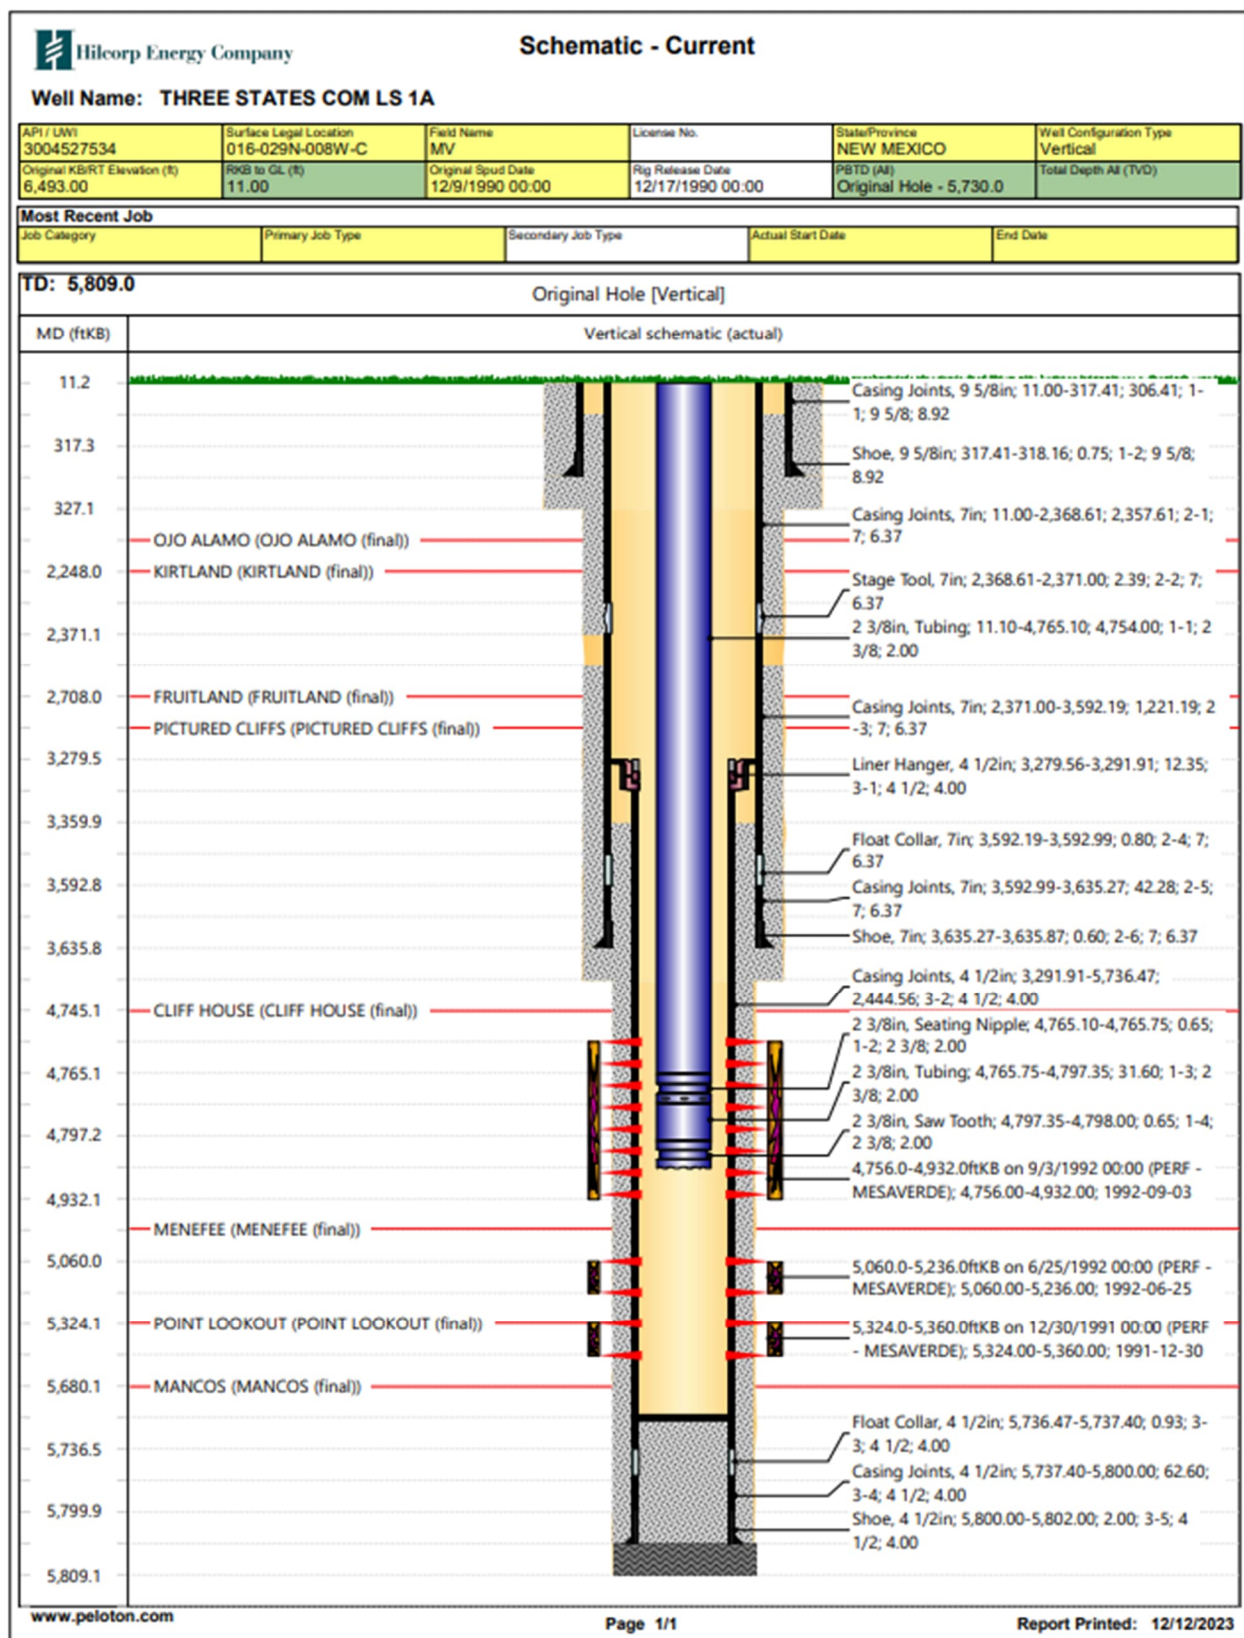 Hilcorp Energy Company
Schematic - Current
Well Name: THREE STATES COM LS 1A
API / UWI
3004527534
Surface Legal Location
016-029N-008W-C
Field Name
MV
License No.
State/Province
NEW MEXICO
Well Configuration Type
Vertical
Original KB/RT Elevation (ft)
6,493.00
RKB to GL (ft)
11.00
Original Spud Date
12/9/1990 00:00
Rig Release Date
12/17/1990 00:00
PBTD (All)
Original Hole - 5,730.0
Total Depth All (TVD)
Most Recent Job
Job Category
Primary Job Type
Secondary Job Type
Actual Start Date
End Date
TD: 5,809.0
Original Hole [Vertical]
MD (ftKB)
Vertical schematic (actual)
11.2
317.3
327.1
2,248.0
2,371.1
2,708.0
3,279.5
3,359.9
3,592.8
3,635.8
4,745.1
4,765.1
4,797.2
4,932.1
5,060.0
5,324.1
5,680.1
5,736.5
5,799.9
5,809.1
OJO ALAMO (OJO ALAMO (final))
KIRTLAND (KIRTLAND (final))
FRUITLAND (FRUITLAND (final))
PICTURED CLIFFS (PICTURED CLIFFS (final))
CLIFF HOUSE (CLIFF HOUSE (final))
MENEFEE (MENEFEE (final))
POINT LOOKOUT (POINT LOOKOUT (final))
MANCOS (MANCOS (final))
Casing Joints, 9 5/8in; 11.00-317.41; 306.41; 1-
1; 9 5/8; 8.92
Shoe, 9 5/8in; 317.41-318.16; 0.75; 1-2; 9 5/8;
8.92
Casing Joints, 7in; 11.00-2,368.61; 2,357.61; 2-1;
7; 6.37
Stage Tool, 7in; 2,368.61-2,371.00; 2.39; 2-2; 7;
6.37
2 3/8in, Tubing; 11.10-4,765.10; 4,754.00; 1-1; 2
3/8; 2.00
Casing Joints, 7in; 2,371.00-3,592.19; 1,221.19; 2
-3; 7; 6.37
Liner Hanger, 4 1/2in; 3,279.56-3,291.91; 12.35;
3-1; 4 1/2; 4.00
Float Collar, 7in; 3,592.19-3,592.99; 0.80; 2-4; 7;
6.37
Casing Joints, 7in; 3,592.99-3,635.27; 42.28; 2-5;
7; 6.37
Shoe, 7in; 3,635.27-3,635.87; 0.60; 2-6; 7; 6.37
Casing Joints, 4 1/2in; 3,291.91-5,736.47;
2,444.56; 3-2; 4 1/2; 4.00
2 3/8in, Seating Nipple; 4,765.10-4,765.75; 0.65;
1-2; 2 3/8; 2.00
2 3/8in, Tubing; 4,765.75-4,797.35; 31.60; 1-3; 2
3/8; 2.00
2 3/8in, Saw Tooth; 4,797.35-4,798.00; 0.65; 1-4;
2 3/8; 2.00
4,756.0-4,932.0ftKB on 9/3/1992 00:00 (PERF -
MESAVERDE); 4,756.00-4,932.00; 1992-09-03
5,060.0-5,236.0ftKB on 6/25/1992 00:00 (PERF -
MESAVERDE); 5,060.00-5,236.00; 1992-06-25
5,324.0-5,360.0ftKB on 12/30/1991 00:00 (PERF
- MESAVERDE); 5,324.00-5,360.00; 1991-12-30
Float Collar, 4 1/2in; 5,736.47-5,737.40; 0.93; 3-
3; 4 1/2; 4.00
Casing Joints, 4 1/2in; 5,737.40-5,800.00; 62.60;
3-4; 4 1/2; 4.00
Shoe, 4 1/2in; 5,800.00-5,802.00; 2.00; 3-5; 4
1/2; 4.00
www.peloton.com
Page 1/1
Report Printed: 12/12/2023